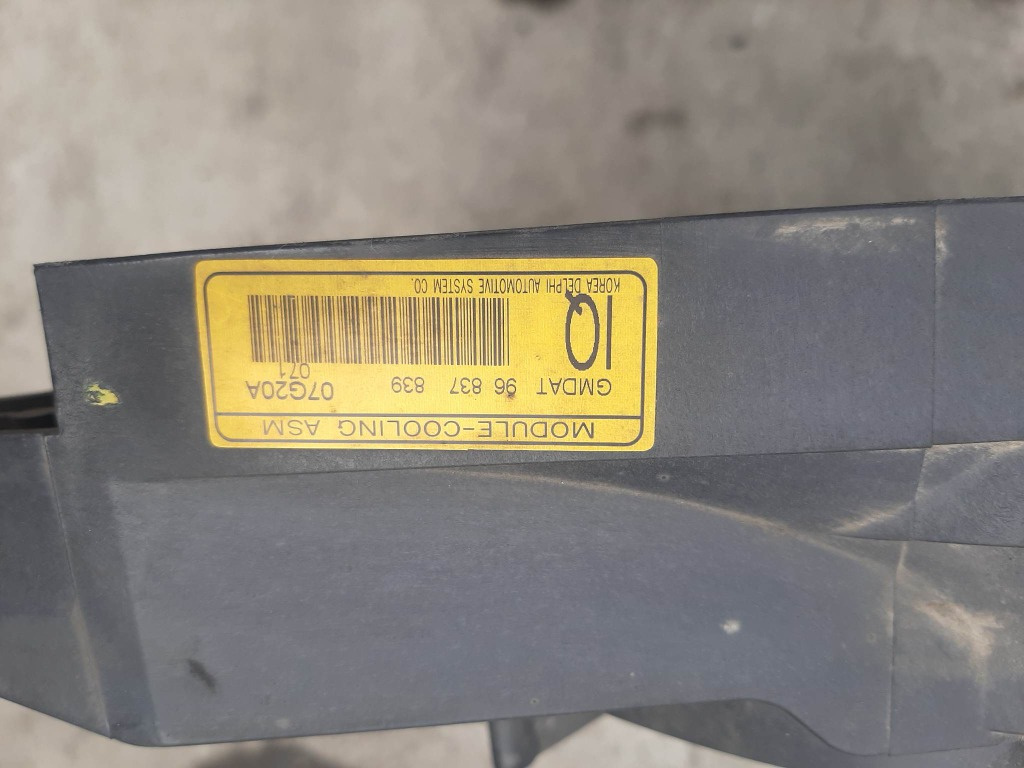 MODULE-COOLING ASM
GMDAT 96 837 839 07G20A
071
IQ
KOREA DELPHI AUTOMOTIVE SYSTEM CO.